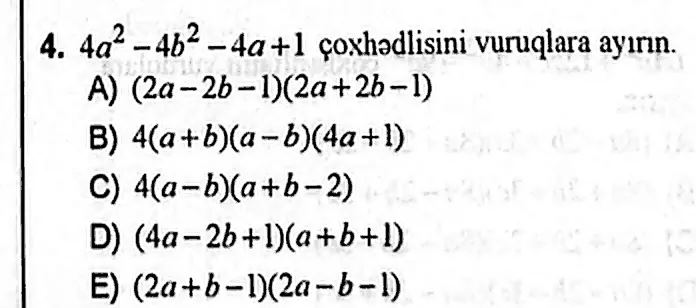 4. 4a² – 4b² – 4a + 1 çoxhədlisini vuruqlara ayırın.
A) (2a – 2b – 1)(2a + 2b – 1)
B) 4(a + b)(a – b)(4a + 1)
C) 4(a – b)(a + b – 2)
D) (4a – 2b + 1)(a + b + 1)
E) (2a + b – 1)(2a – b – 1)